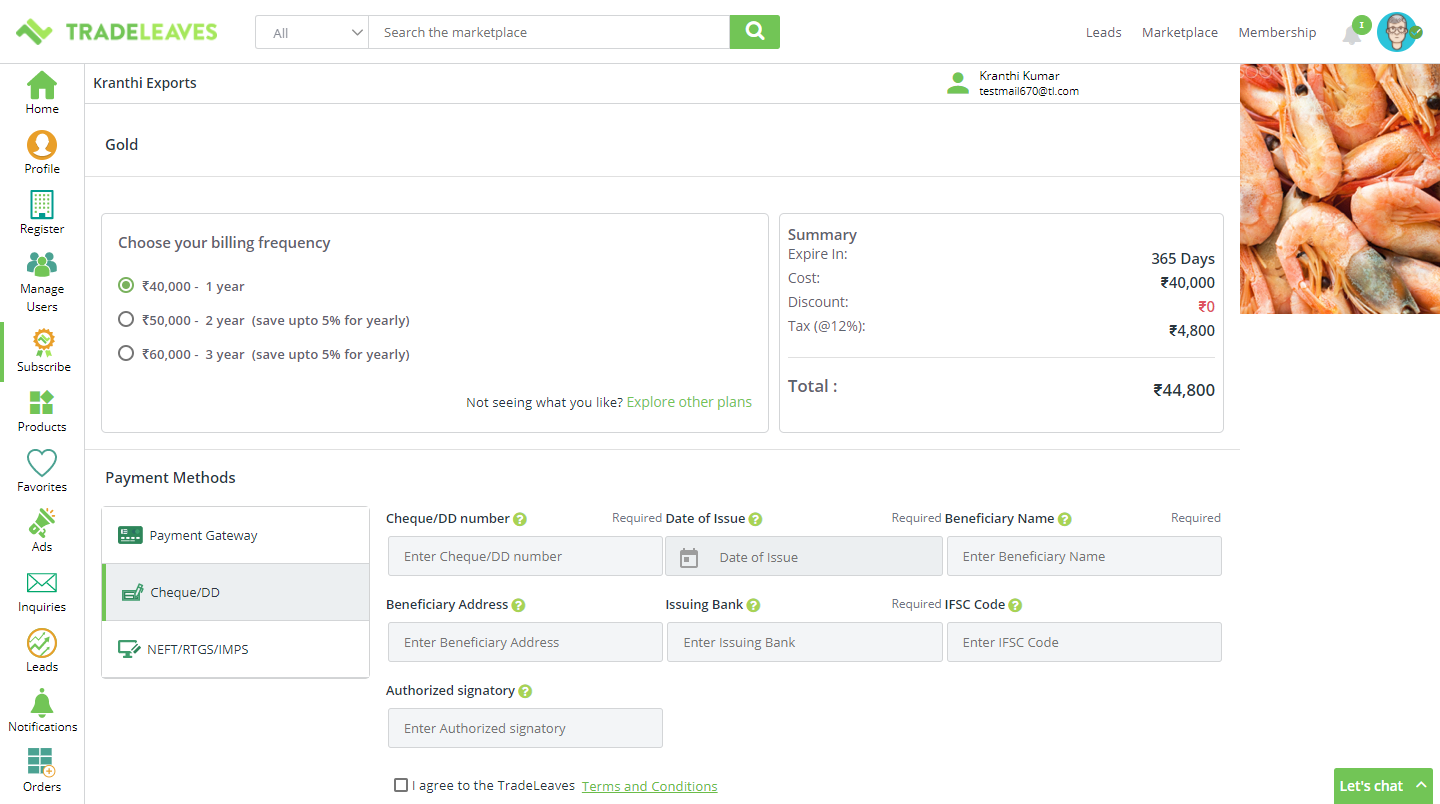 TRADELEAVES
All
Search the marketplace
Leads
Marketplace
Membership
1
Home
Profile
Register
Manage
Users
Subscribe
Products
Favorites
Ads
Inquiries
Leads
Notifications
Orders
Kranthi Exports
Kranthi Kumar
testmail670@tl.com
Gold
Choose your billing frequency
₹40,000 - 1 year
₹50,000 - 2 year (save upto 5% for yearly)
₹60,000 - 3 year (save upto 5% for yearly)
Not seeing what you like? Explore other plans
Summary
Expire In: 365 Days
Cost: ₹40,000
Discount: ₹0
Tax (@12%): ₹4,800
Total : ₹44,800
Payment Methods
Payment Gateway
Cheque/DD
NEFT/RTGS/IMPS
Cheque/DD number ? Required
Enter Cheque/DD number
Date of Issue ? Required
Date of Issue
Beneficiary Name ? Required
Enter Beneficiary Name
Beneficiary Address ?
Enter Beneficiary Address
Issuing Bank ? Required
Enter Issuing Bank
IFSC Code ?
Enter IFSC Code
Authorized signatory ?
Enter Authorized signatory
I agree to the TradeLeaves Terms and Conditions
Let's chat